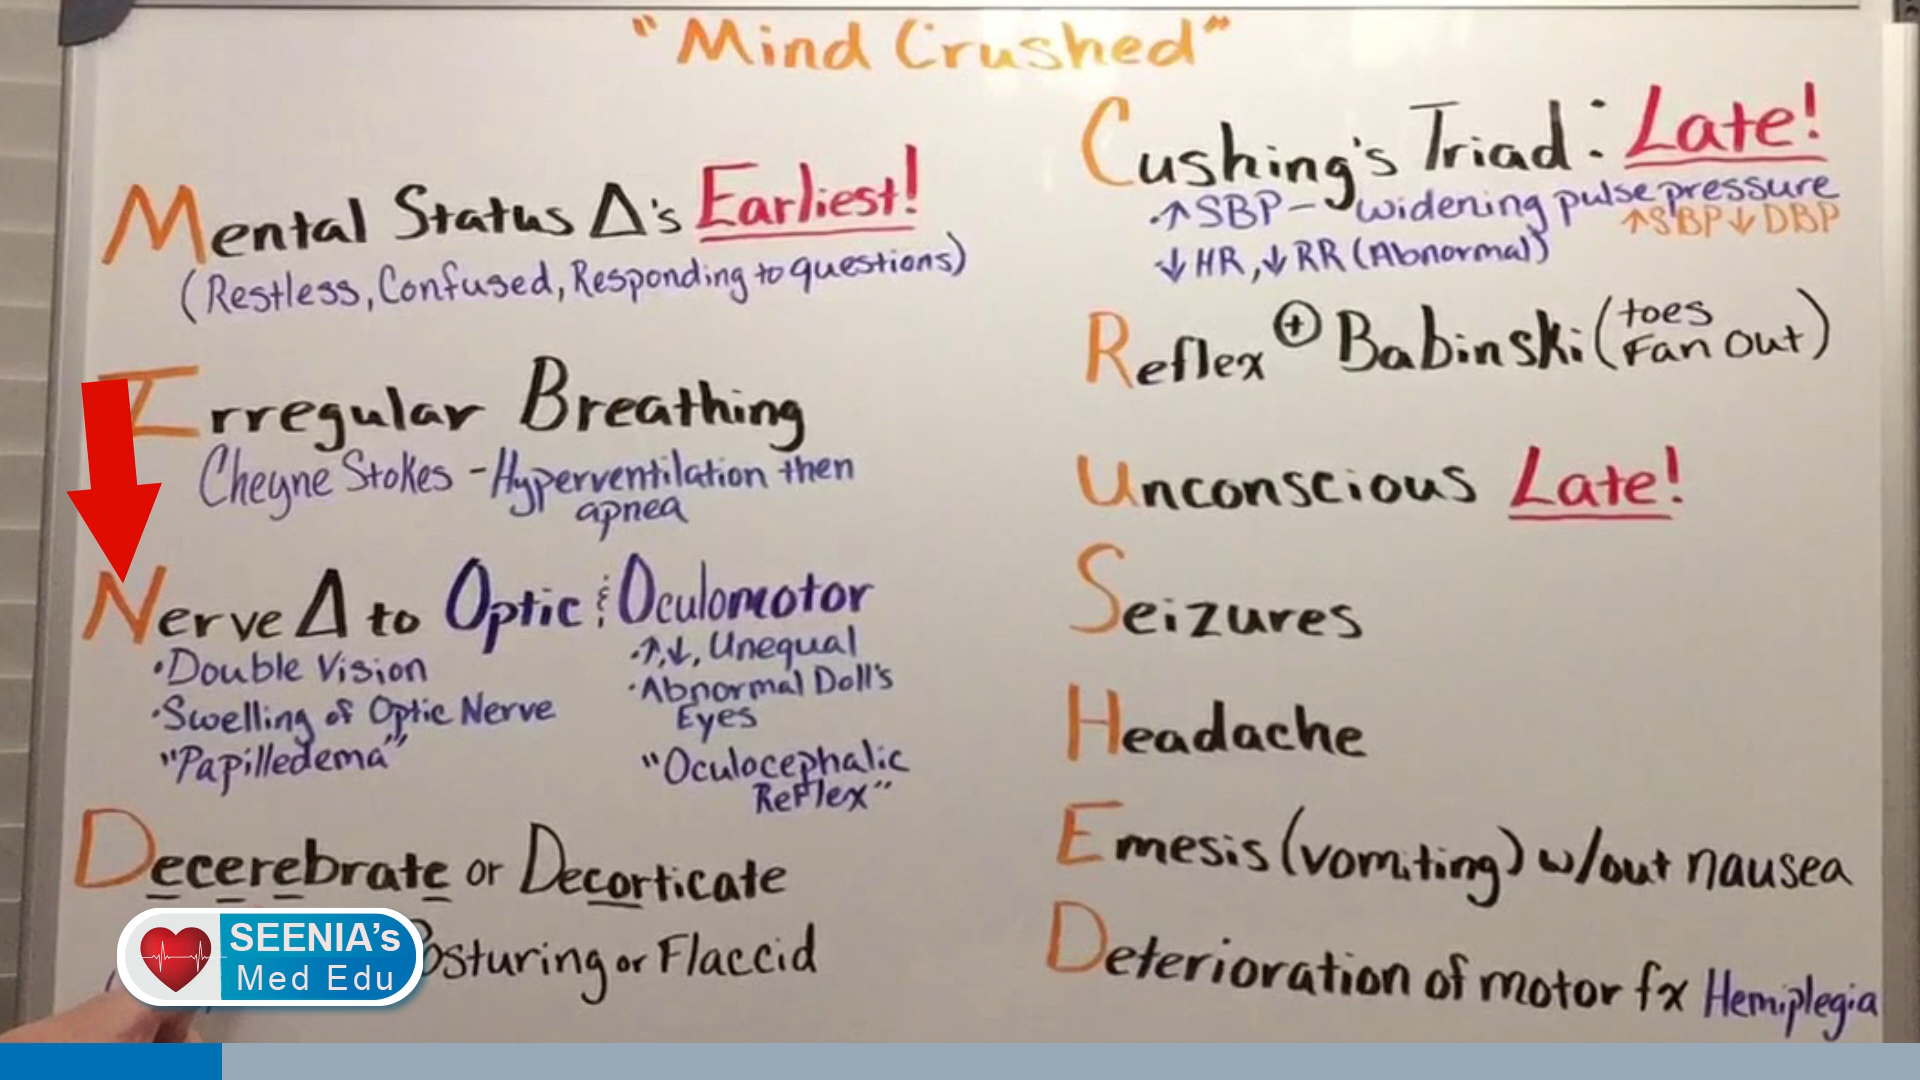 "Mind Crushed"
Mental Status Δ's Earliest!
(Restless, Confused, Responding to questions)
Irregular Breathing
Cheyne Stokes - Hyperventilation then
apnea
Nerve Δ to Optic & Oculomotor
•Double Vision
•Swelling of Optic Nerve
"Papilledema"
•↑,↓, Unequal
•Abnormal Doll's
Eyes
"Oculocephalic
Reflex"
Decerebrate or Decorticate
Posturing or Flaccid
Cushing's Triad: Late!
•↑SBP - widening pulse pressure
↑SBP↓DBP
↓HR, ↓RR (Abnormal)
Reflex ⊕ Babinski (toes
Fan out)
Unconscious Late!
Seizures
Headache
Emesis (vomiting) w/out nausea
Deterioration of motor fx Hemiplegia
SEENIA's
Med Edu